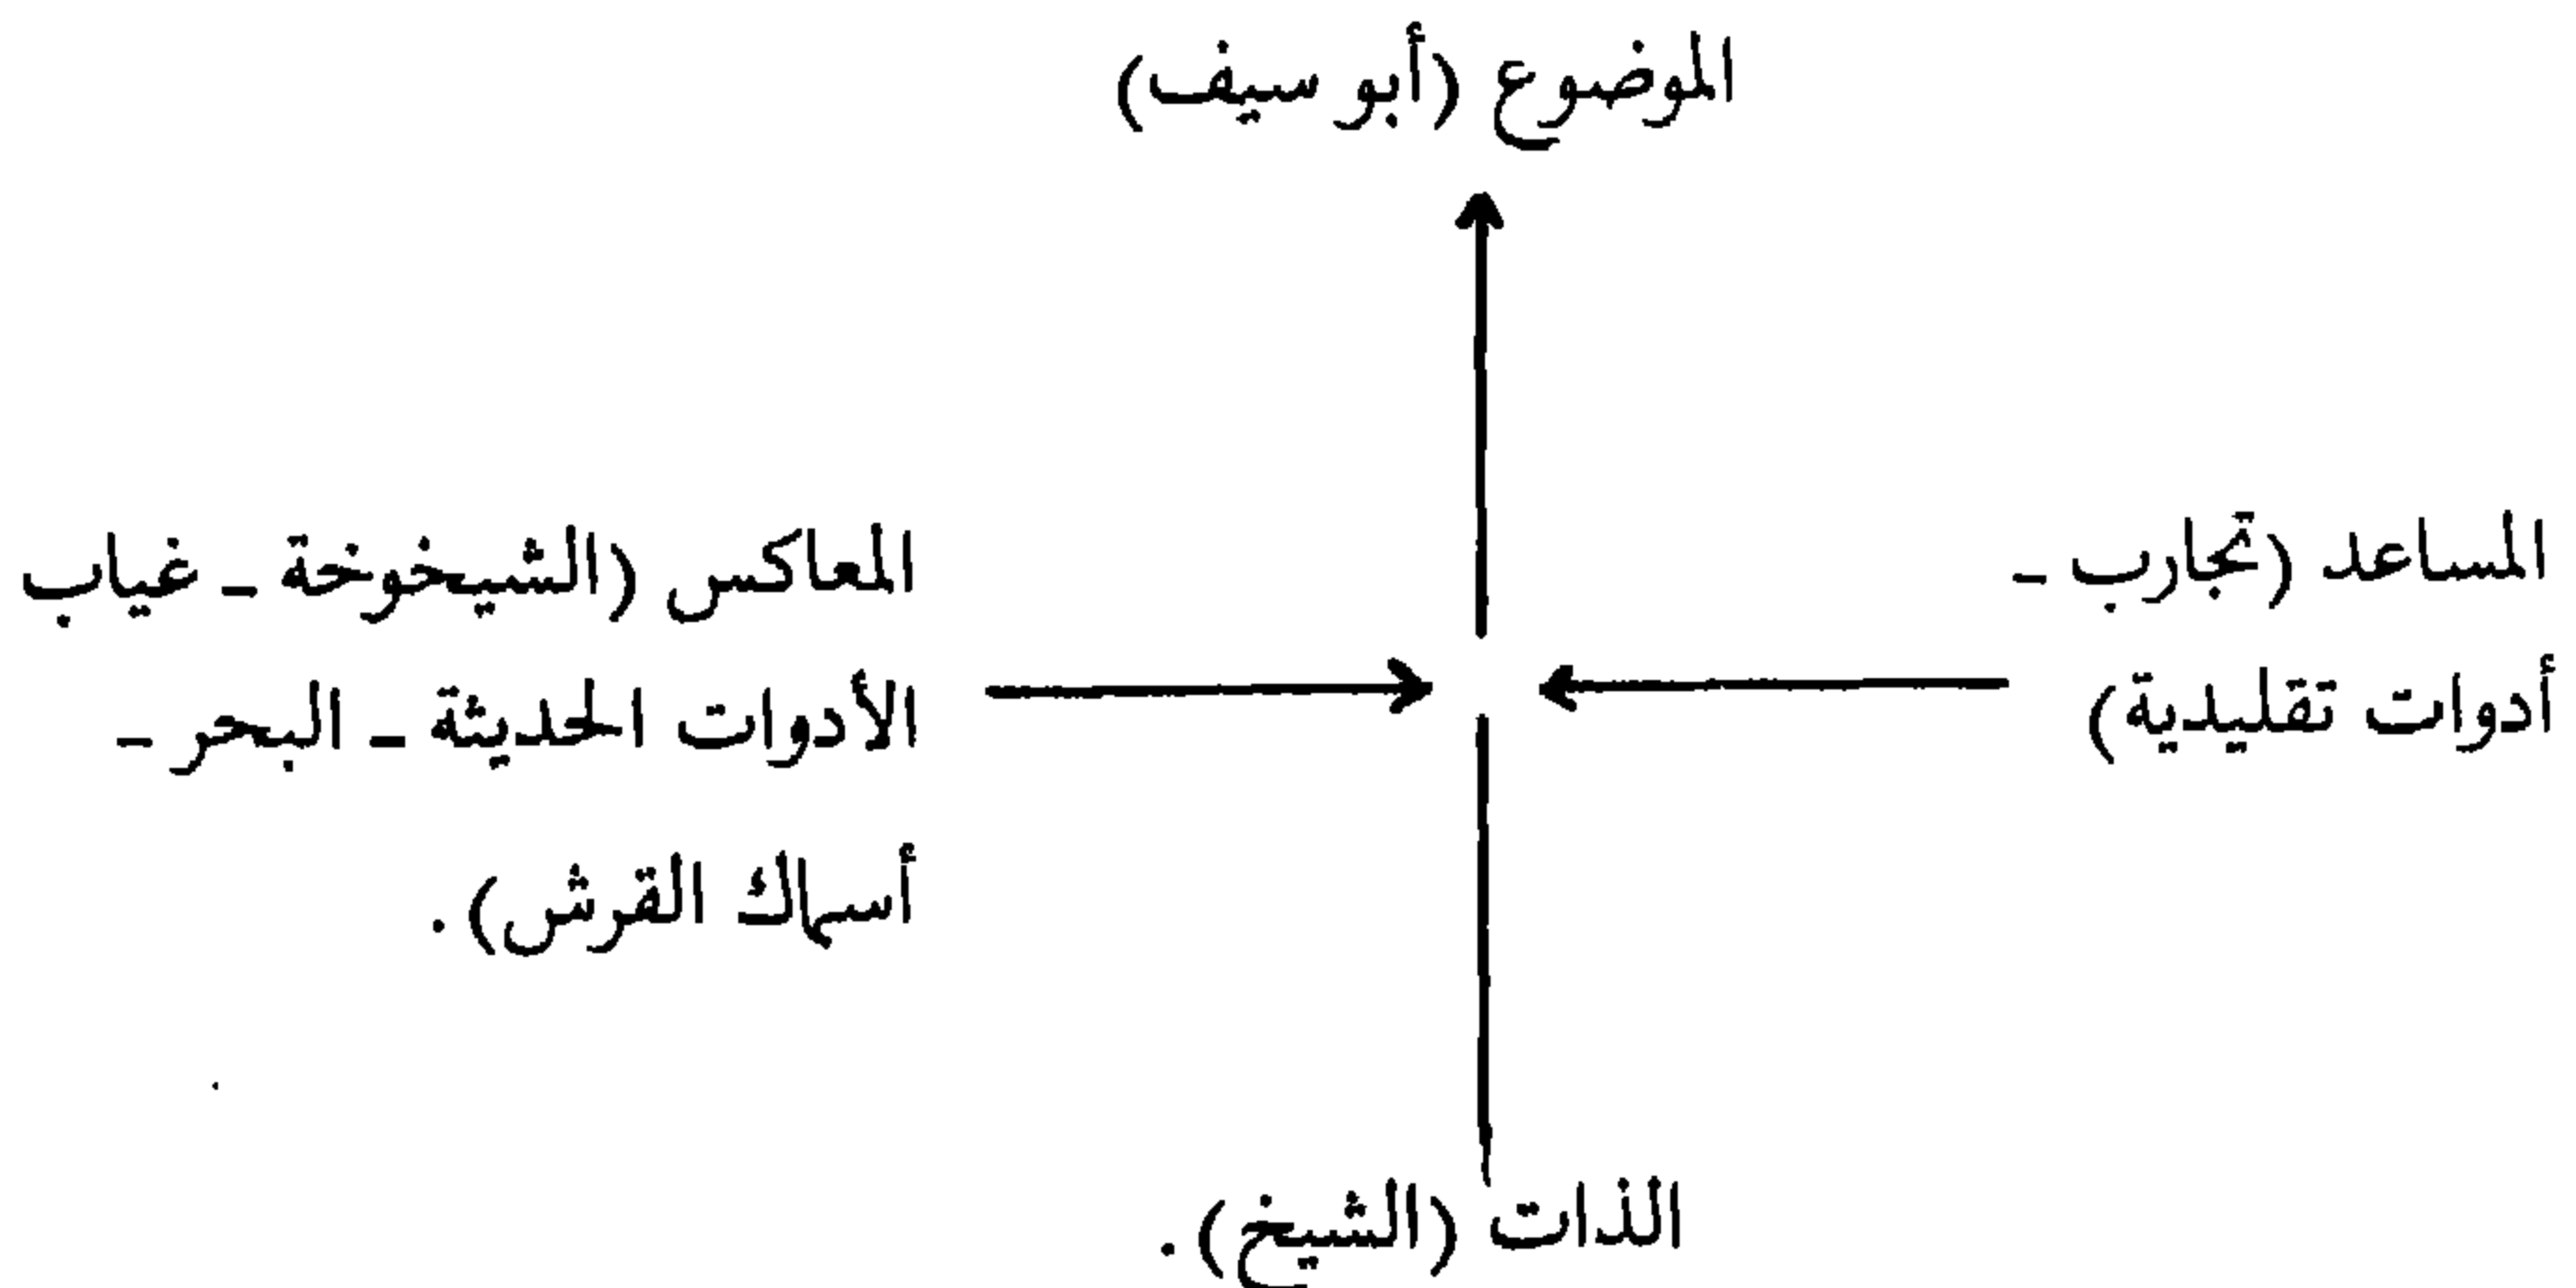 الموضوع (أبو سيف)
المساعد (تجارب -
أدوات تقليدية)
المعاكس (الشيخوخة - غياب
الأدوات الحديثة - البحر -
أسماك القرش).
الذات (الشيخ).